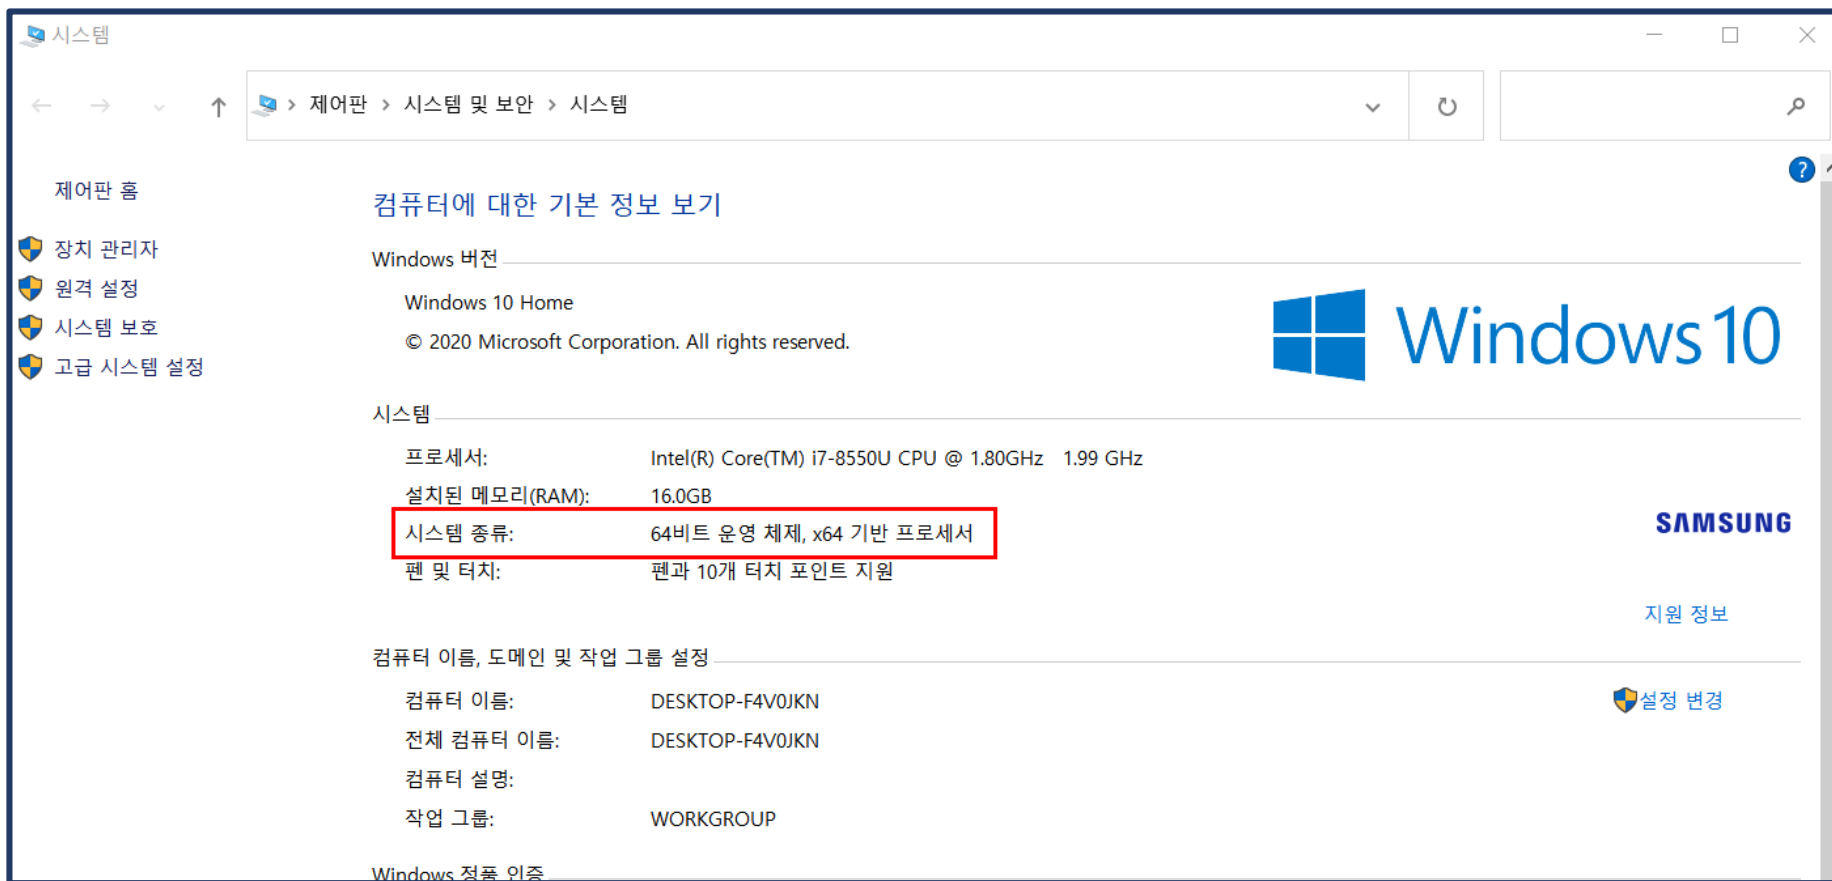 시스템
제어판 > 시스템 및 보안 > 시스템
제어판 홈
장치 관리자
원격 설정
시스템 보호
고급 시스템 설정
컴퓨터에 대한 기본 정보 보기
Windows 버전
Windows 10 Home
© 2020 Microsoft Corporation. All rights reserved.
Windows 10
시스템
프로세서: Intel(R) Core(TM) i7-8550U CPU @ 1.80GHz 1.99 GHz
설치된 메모리(RAM): 16.0GB
시스템 종류: 64비트 운영 체제, x64 기반 프로세서
펜 및 터치: 펜과 10개 터치 포인트 지원
SAMSUNG
지원 정보
컴퓨터 이름, 도메인 및 작업 그룹 설정
컴퓨터 이름: DESKTOP-F4V0JKN
설정 변경
전체 컴퓨터 이름: DESKTOP-F4V0JKN
컴퓨터 설명:
작업 그룹: WORKGROUP
Windows 정품 인증